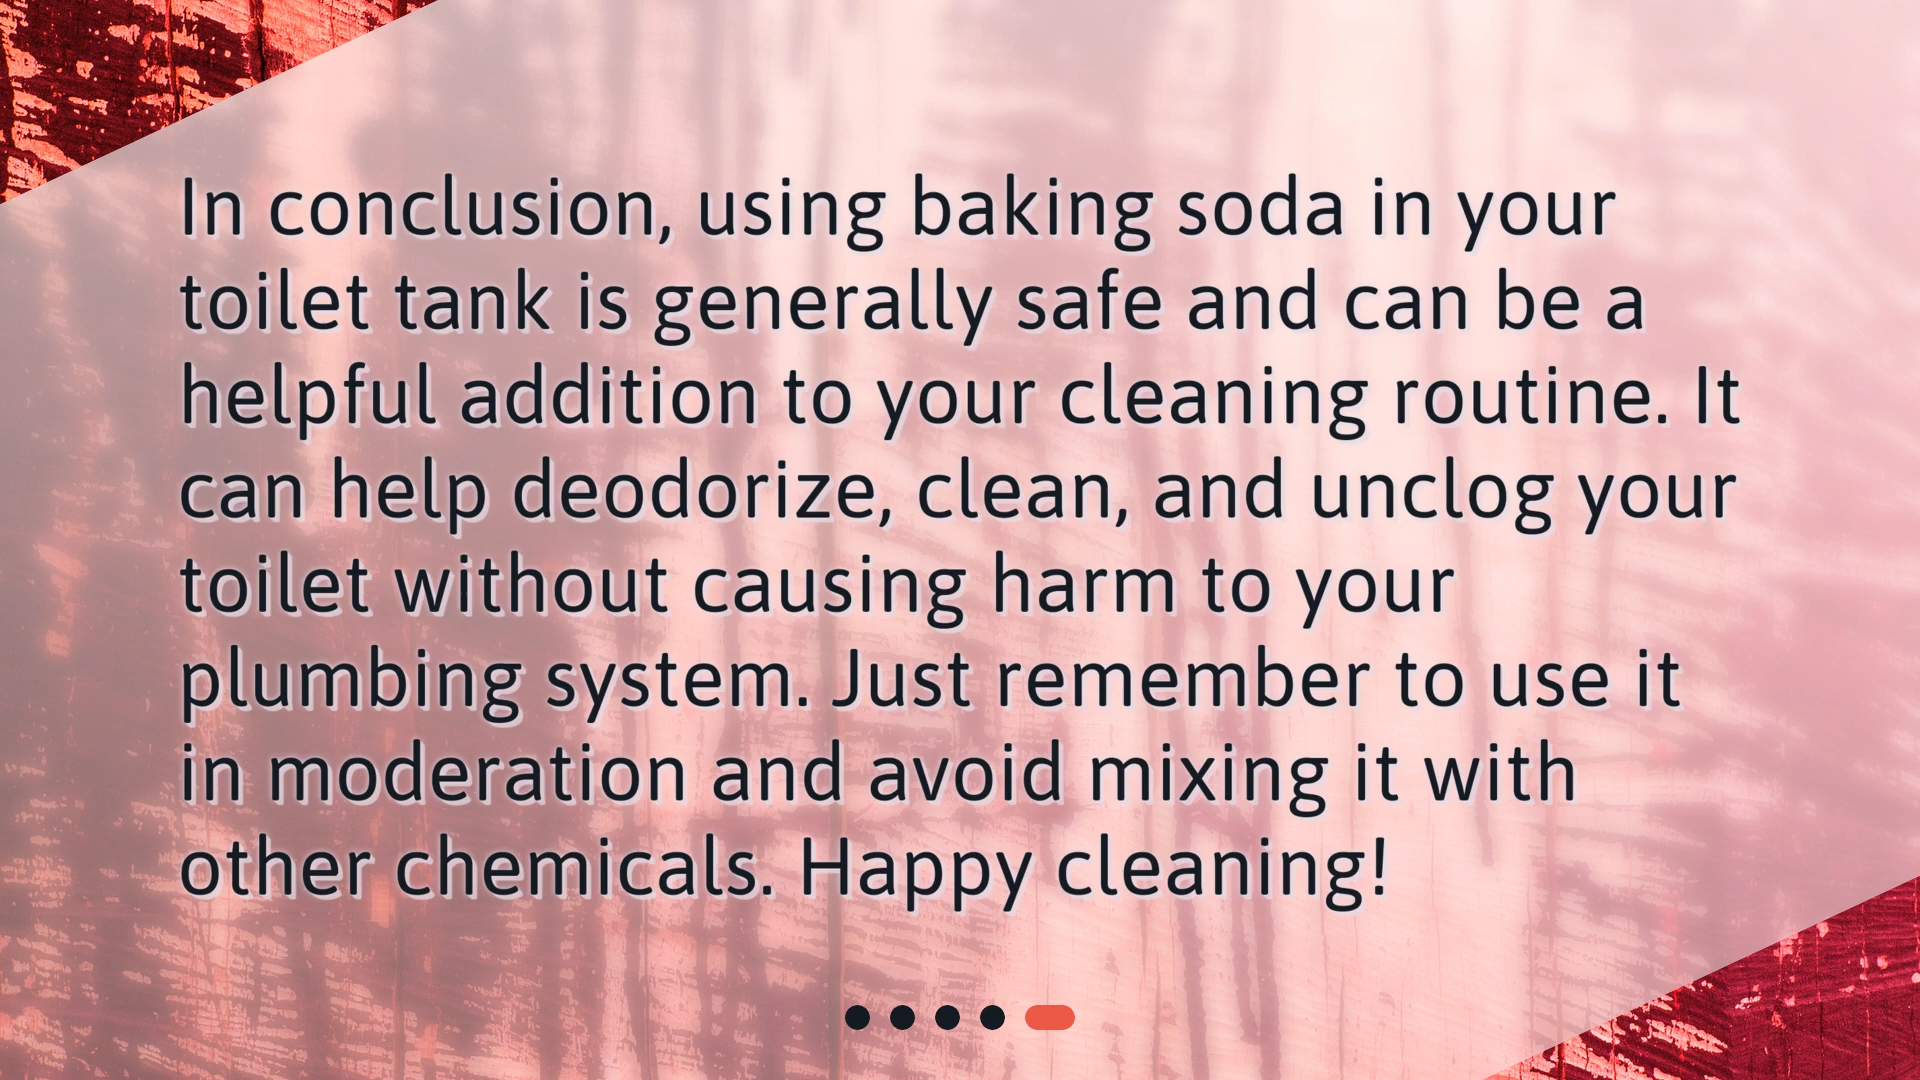 In conclusion, using baking soda in your
toilet tank is generally safe and can be a
helpful addition to your cleaning routine. It
can help deodorize, clean, and unclog your
toilet without causing harm to your
plumbing system. Just remember to use it
in moderation and avoid mixing it with
other chemicals. Happy cleaning!